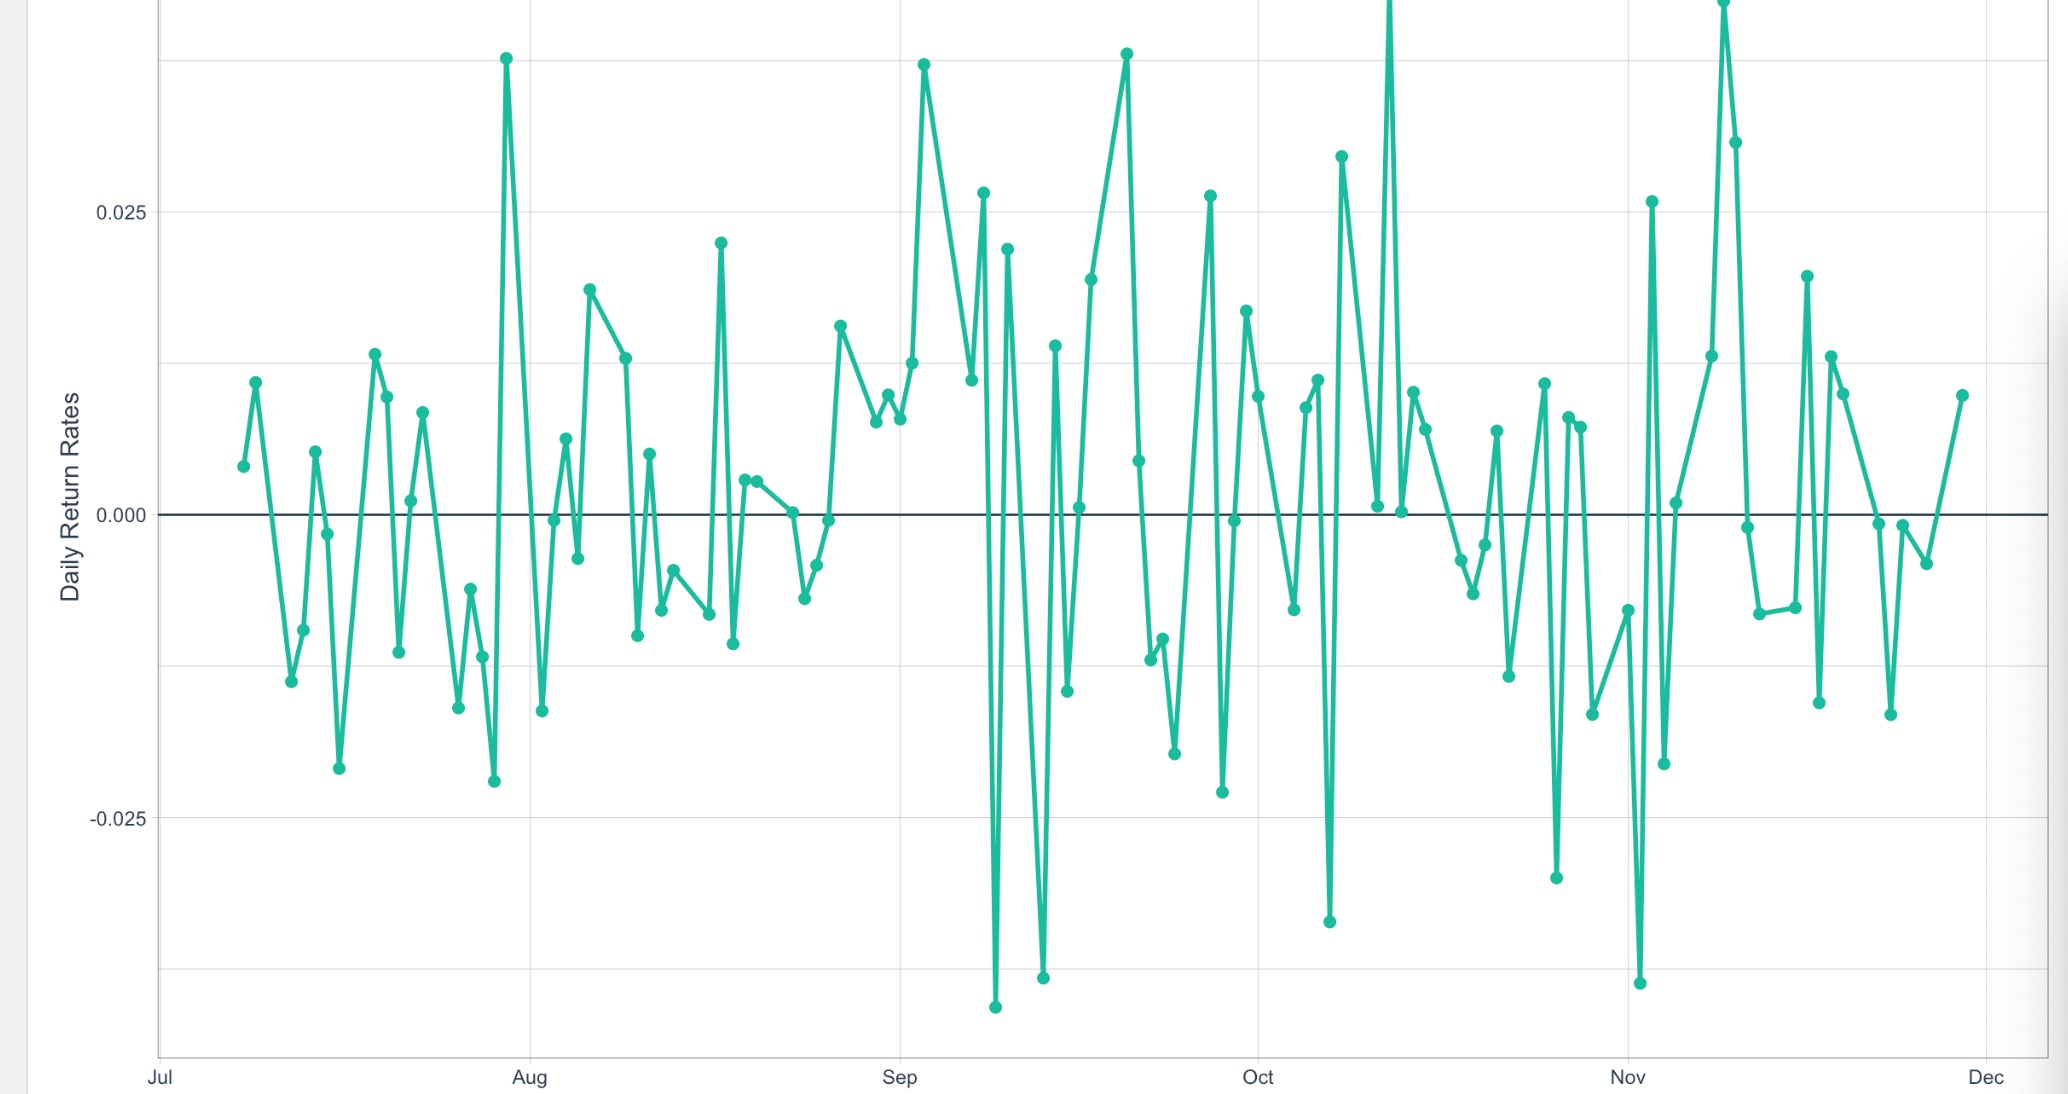 0.025
0.000
-0.025
Daily Return Rates
Jul
Aug
Sep
Oct
Nov
Dec